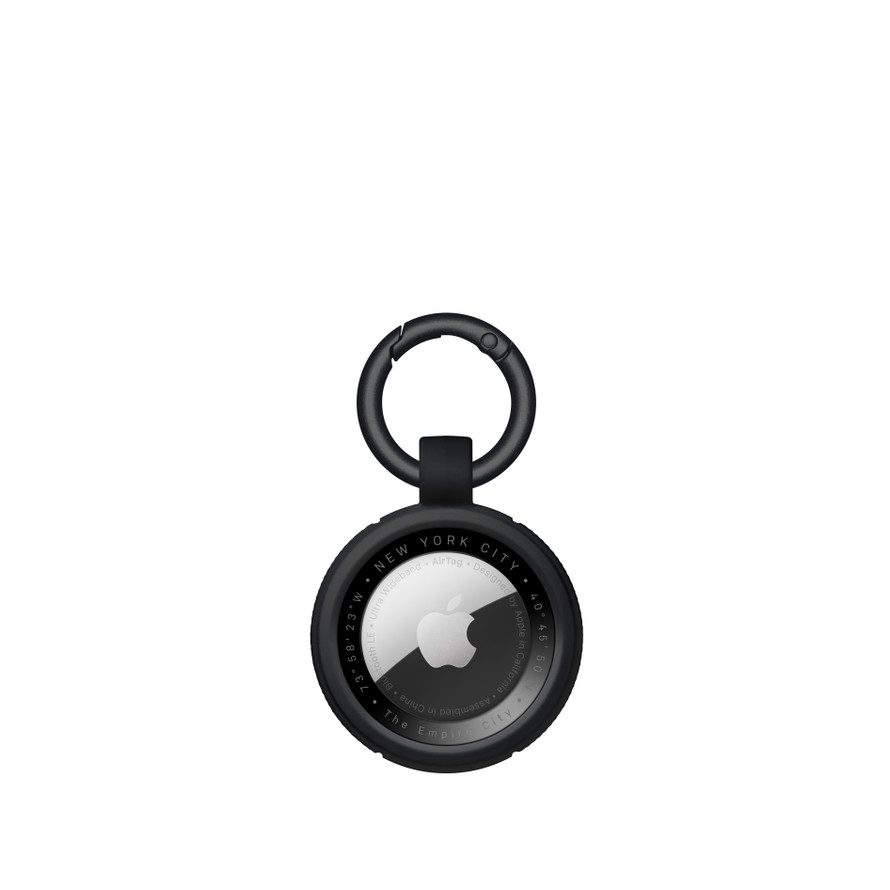 • NEW YORK CITY •
40° 45' 50
• The Empire City •
73° 58' 23" W
• AirTag • Designed by Apple in California • Assembled in China • Bluetooth LE • Ultra Wideband